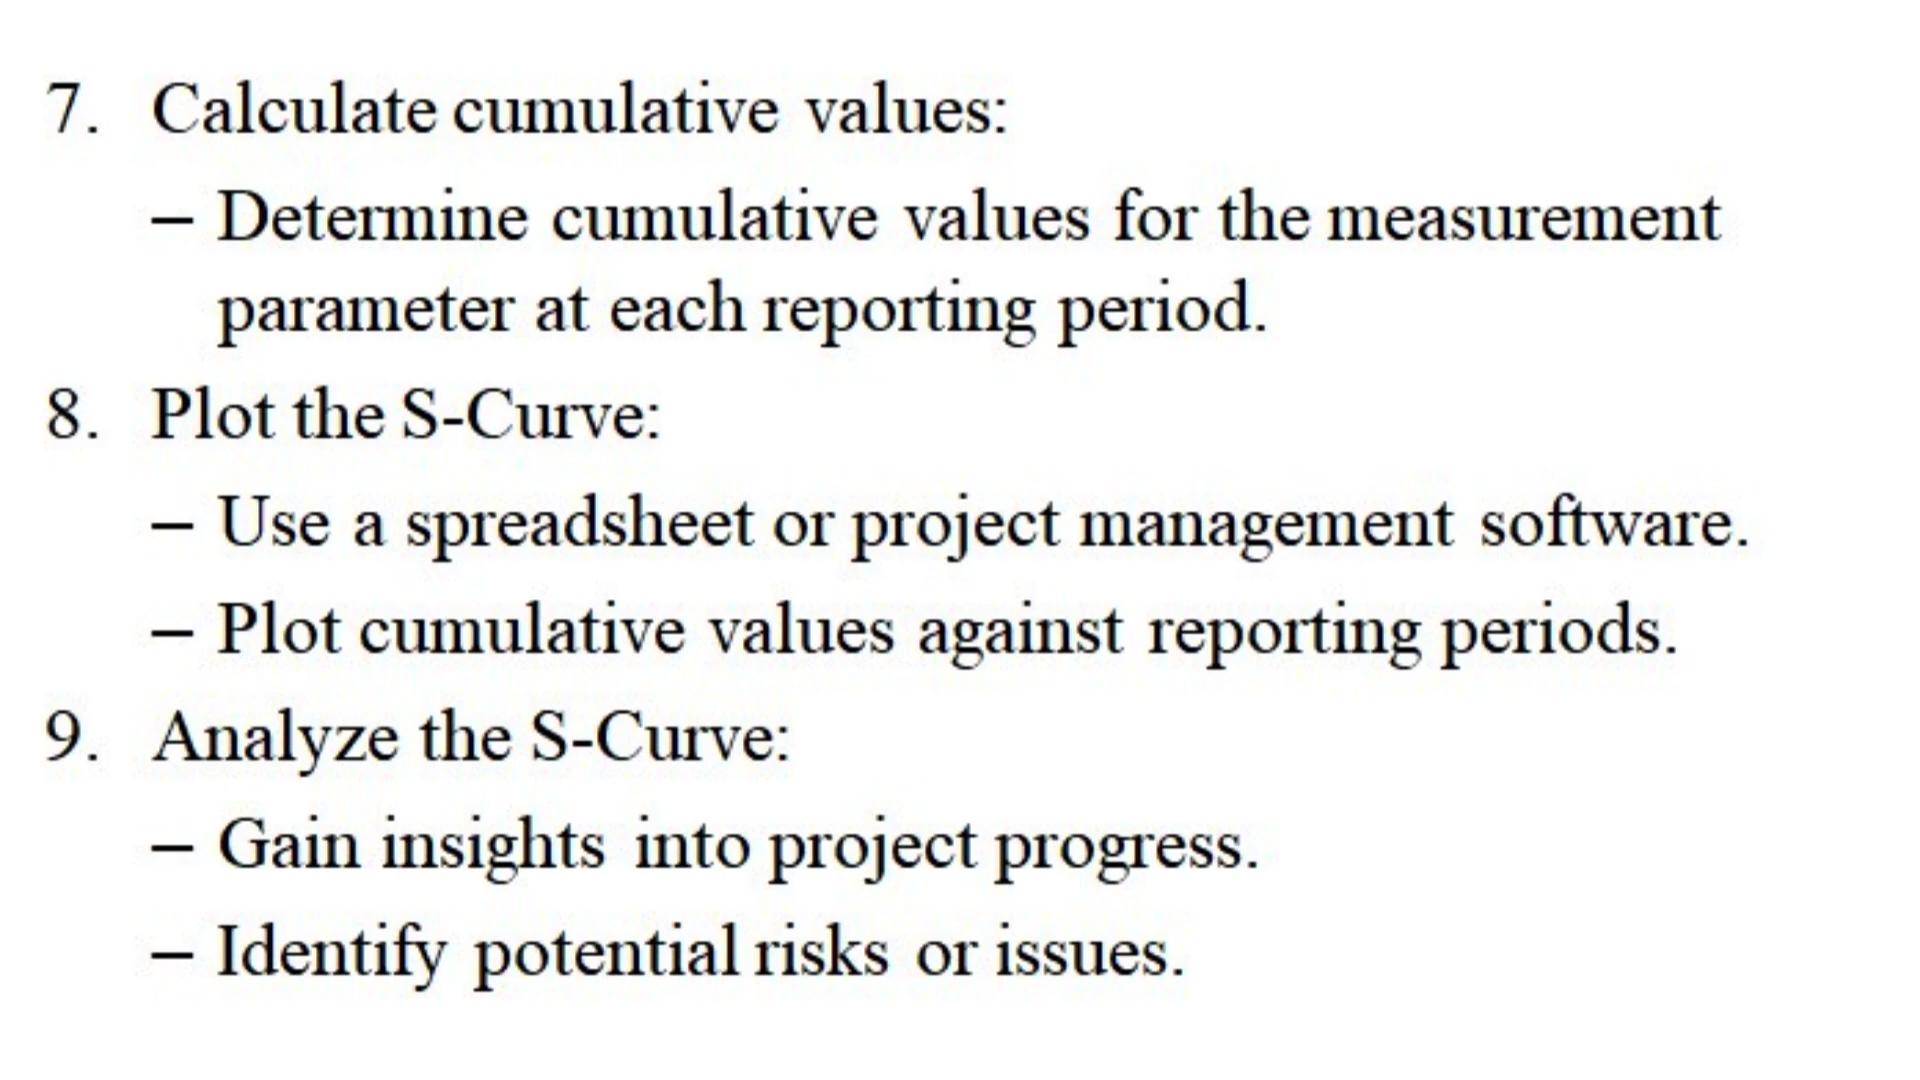 7. Calculate cumulative values:
– Determine cumulative values for the measurement
parameter at each reporting period.
8. Plot the S-Curve:
– Use a spreadsheet or project management software.
– Plot cumulative values against reporting periods.
9. Analyze the S-Curve:
– Gain insights into project progress.
– Identify potential risks or issues.